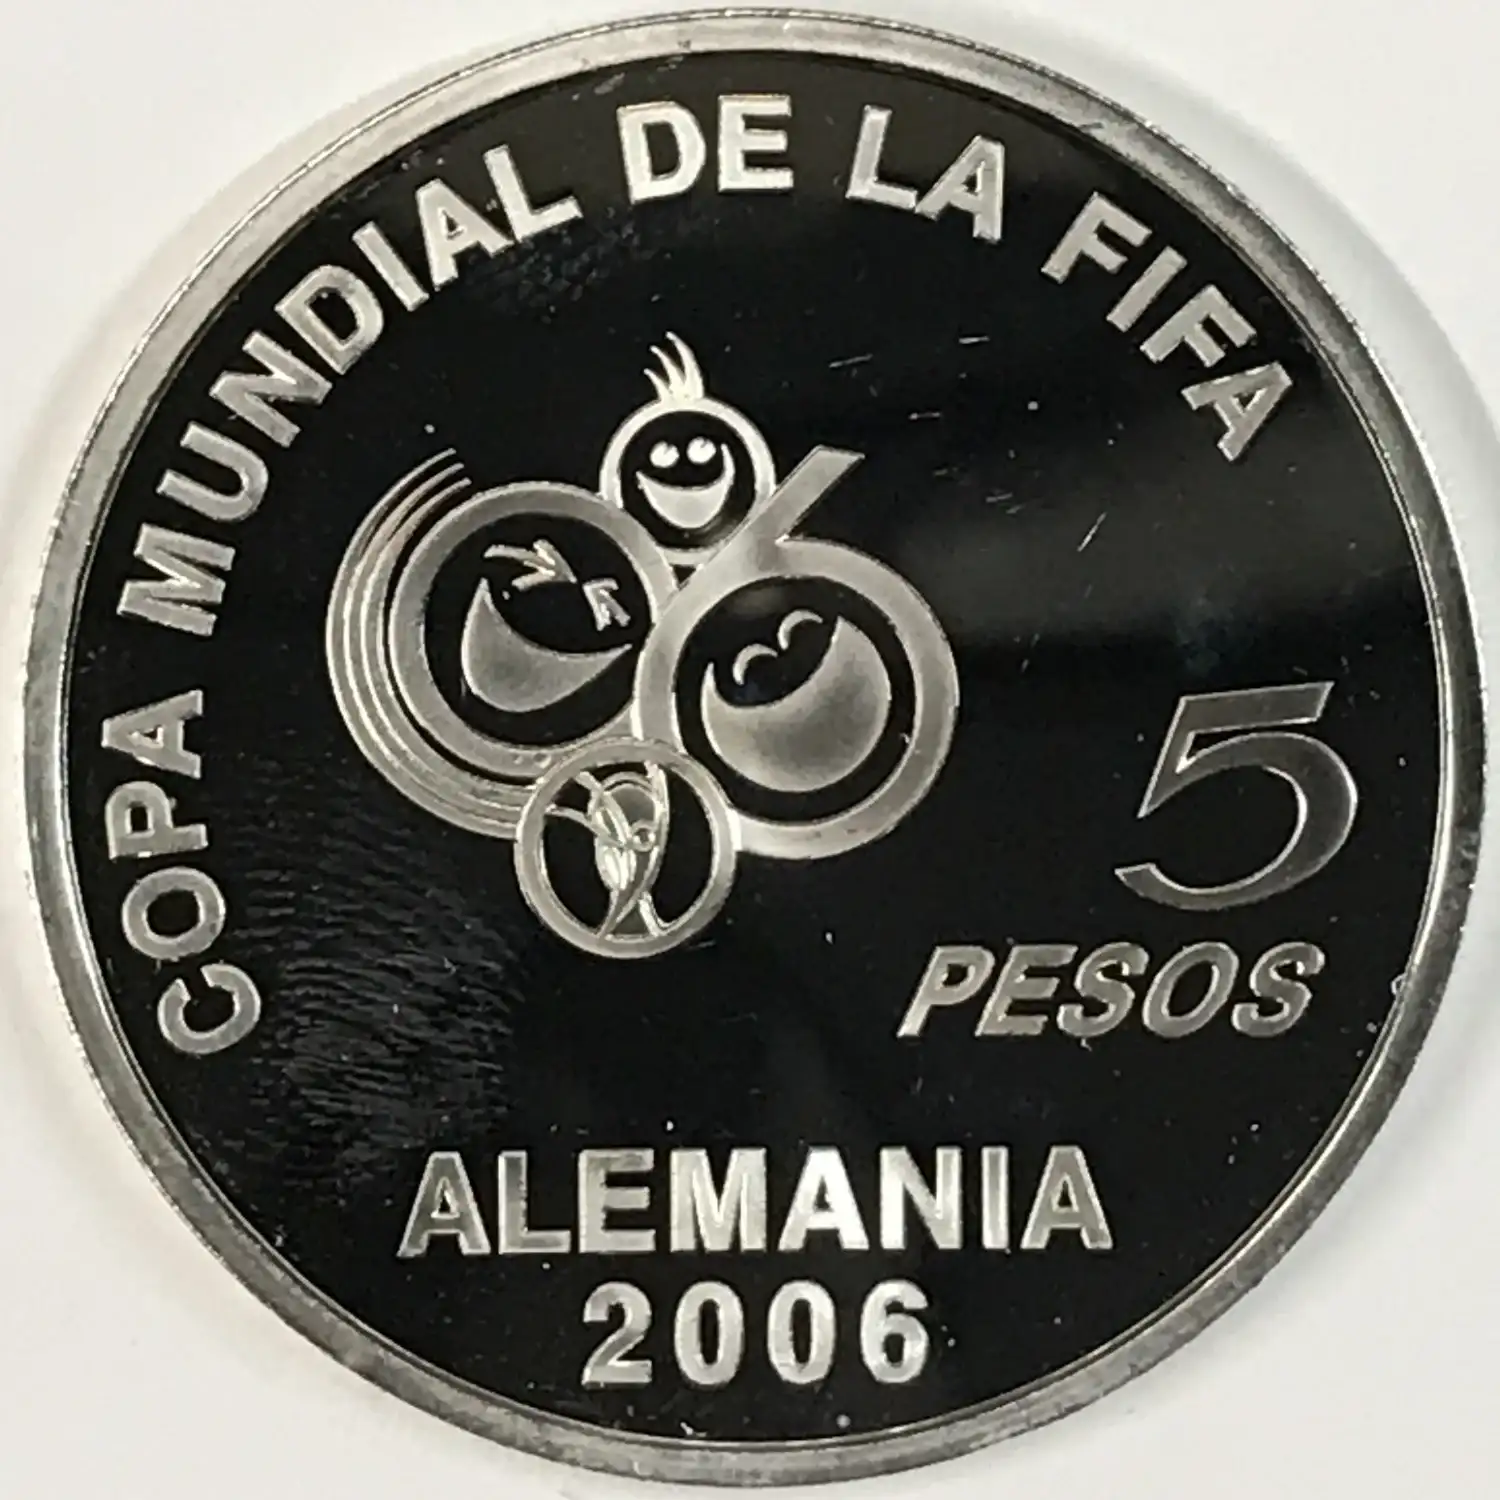 COPA MUNDIAL DE LA FIFA
5
PESOS
ALEMANIA
2006